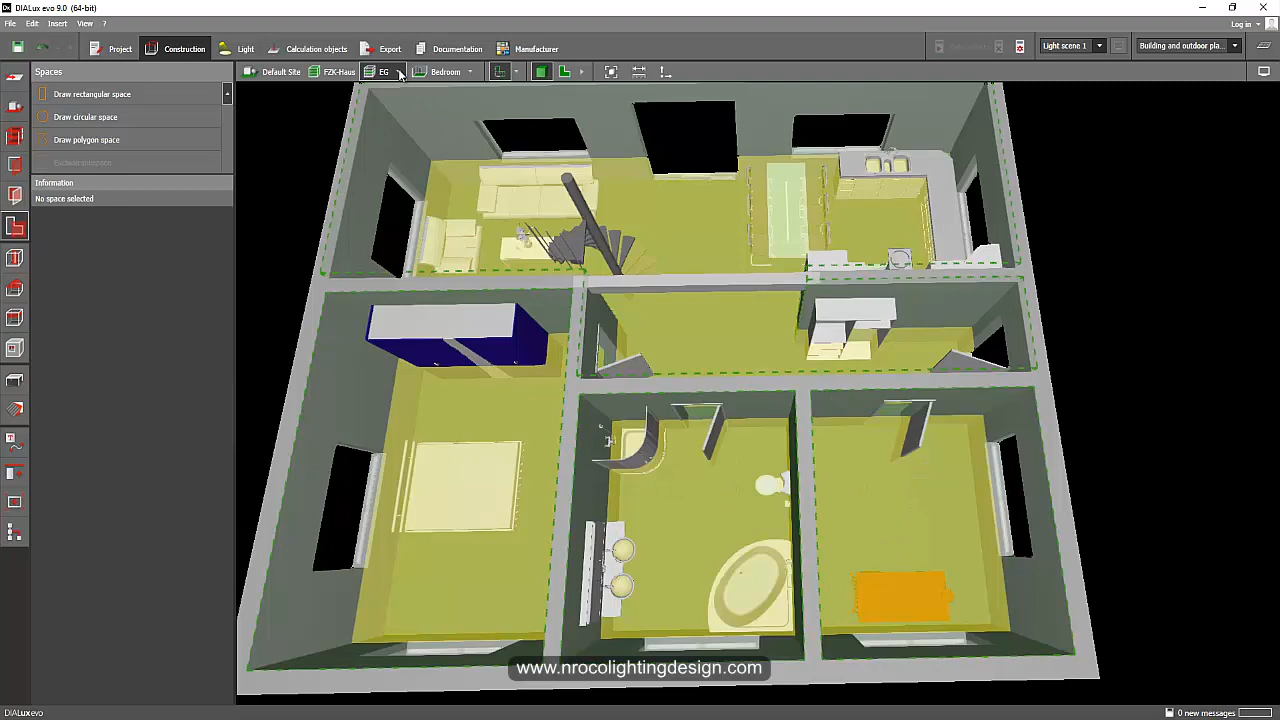 DIALux evo 9.0 (64-bit)
File Edit Insert View ?
Log in
Project Construction Light Calculation objects Export Documentation Manufacturer
Light scene 1 Building and outdoor pla...
Spaces
Default Site FZK-Haus EG Bedroom
Draw rectangular space
Draw circular space
Draw polygon space
Information
No space selected
www.nrocolightingdesign.com
DIALux evo
0 new messages